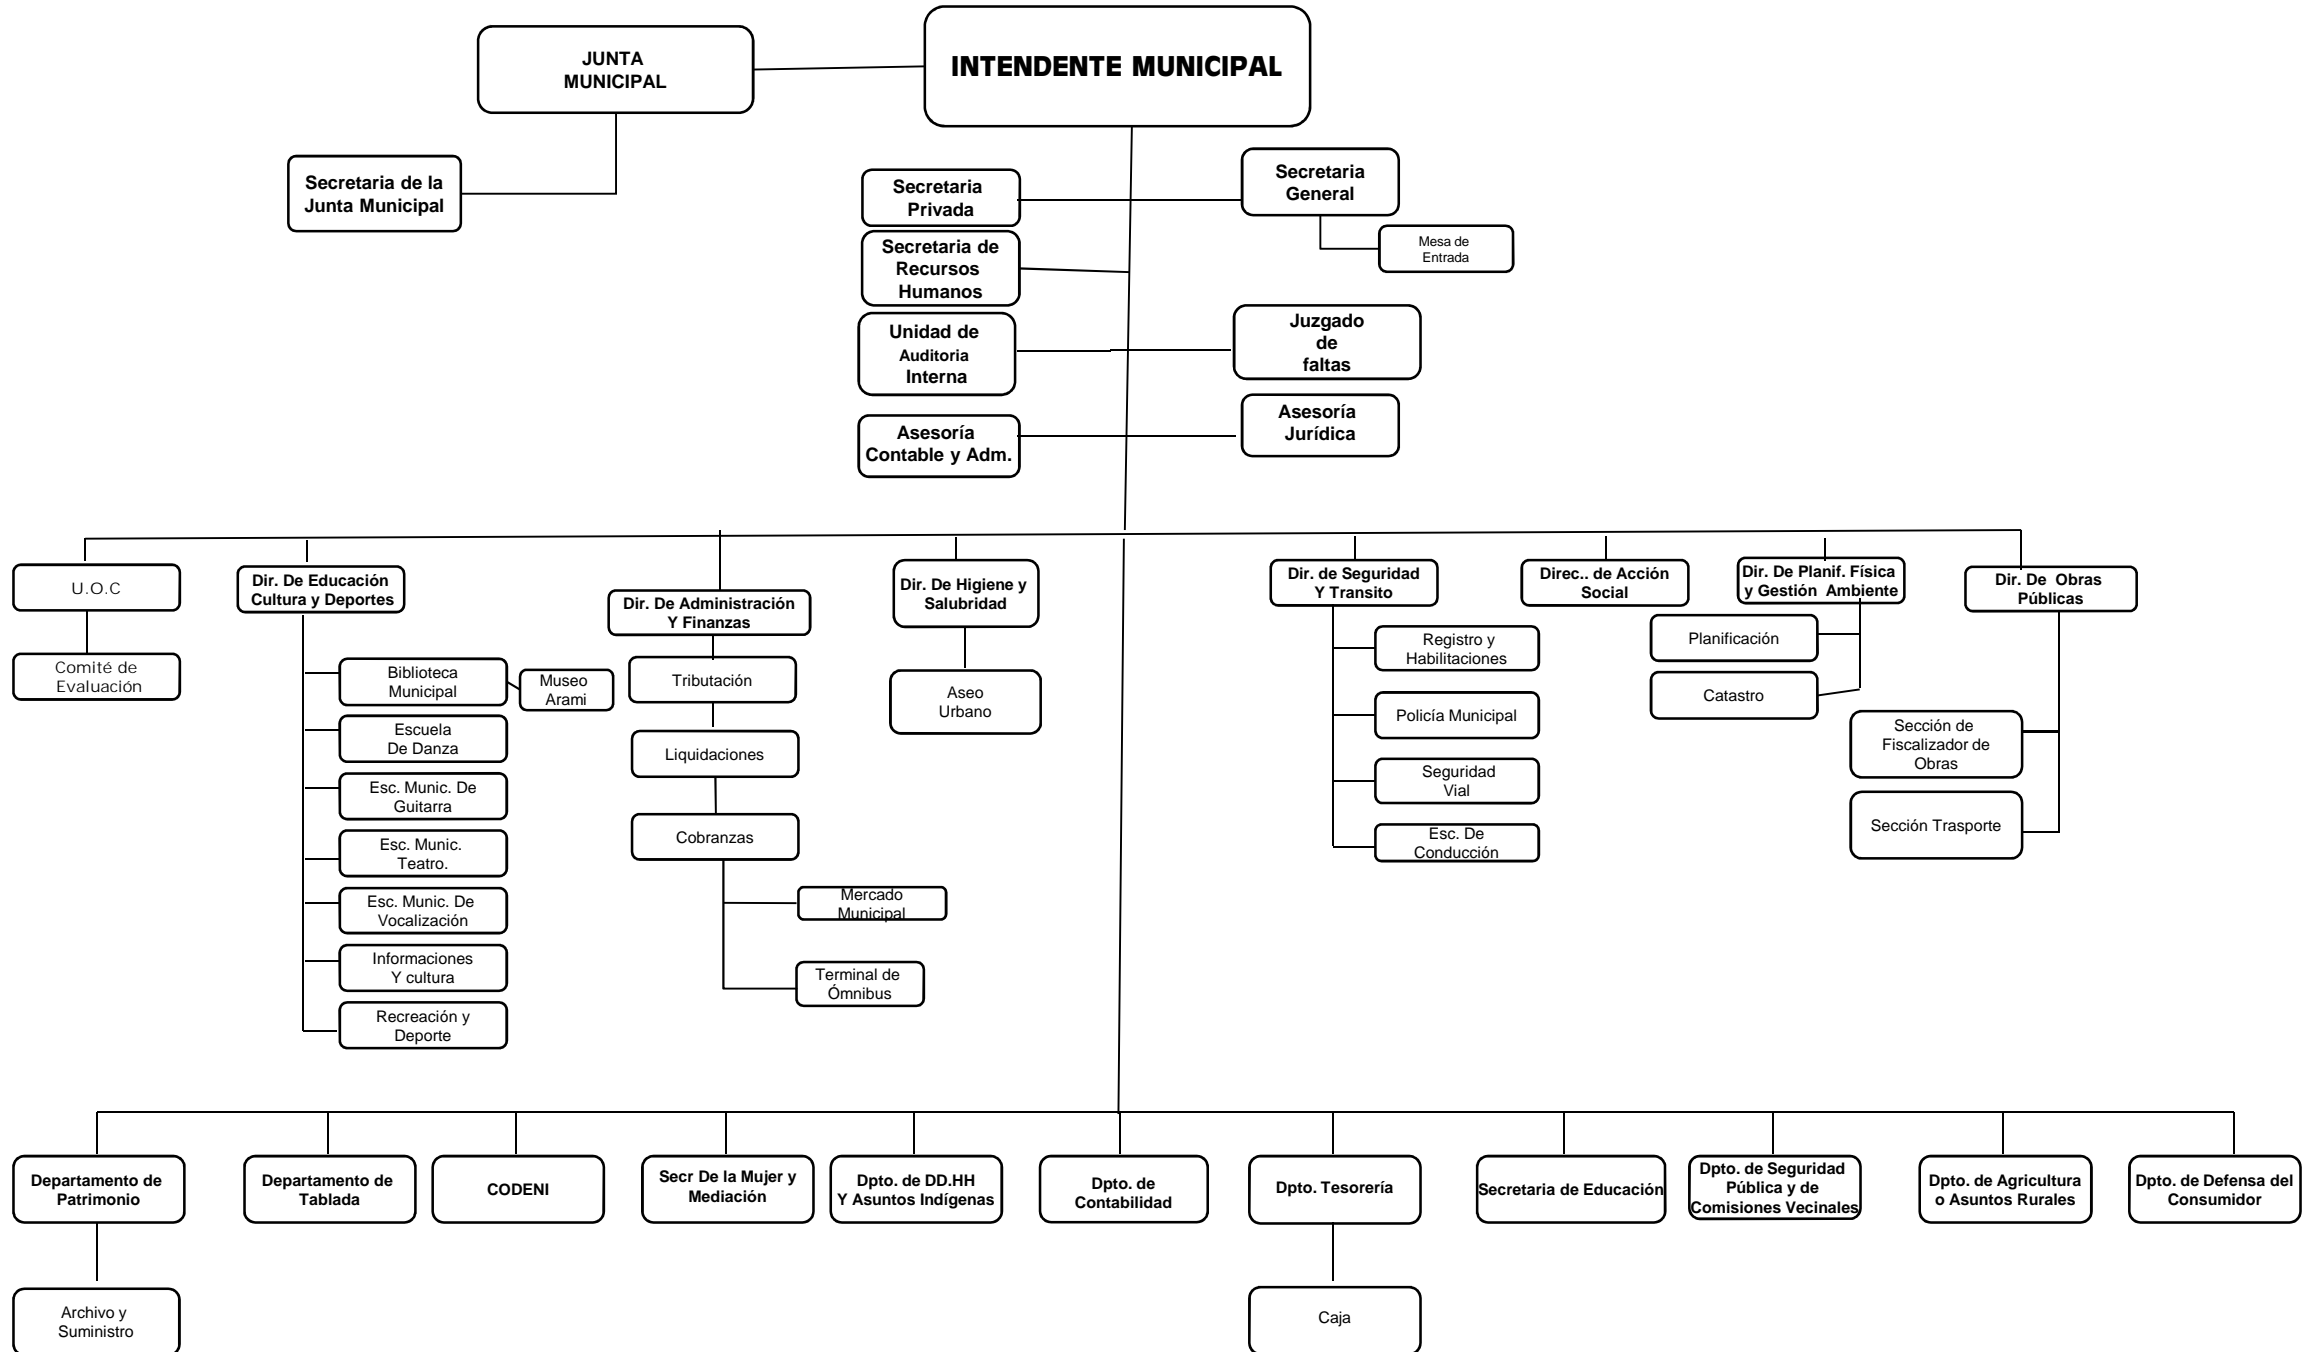 JUNTA
MUNICIPAL
INTENDENTE MUNICIPAL
Secretaria de la
Junta Municipal
Secretaria
Privada
Secretaria
General
Mesa de
Entrada
Secretaria de
Recursos
Humanos
Unidad de
Auditoria
Interna
Juzgado
de
faltas
Asesoría
Contable y Adm.
Asesoría
Jurídica
U.O.C
Comité de
Evaluación
Dir. De Educación
Cultura y Deportes
Biblioteca
Municipal
Museo
Arami
Escuela
De Danza
Esc. Munic. De
Guitarra
Esc. Munic.
Teatro.
Esc. Munic. De
Vocalización
Informaciones
Y cultura
Recreación y
Deporte
Dir. De Administración
Y Finanzas
Tributación
Liquidaciones
Cobranzas
Mercado
Municipal
Terminal de
Ómnibus
Dir. De Higiene y
Salubridad
Aseo
Urbano
Dir. de Seguridad
Y Transito
Registro y
Habilitaciones
Policía Municipal
Seguridad
Vial
Esc. De
Conducción
Direc.. de Acción
Social
Dir. De Planif. Física
y Gestión Ambiente
Planificación
Catastro
Dir. De Obras
Públicas
Sección de
Fiscalizador de
Obras
Sección Trasporte
Departamento de
Patrimonio
Archivo y
Suministro
Departamento de
Tablada
CODENI
Secr De la Mujer y
Mediación
Dpto. de DD.HH
Y Asuntos Indígenas
Dpto. de
Contabilidad
Dpto. Tesorería
Caja
Secretaria de Educación
Dpto. de Seguridad
Pública y de
Comisiones Vecinales
Dpto. de Agricultura
o Asuntos Rurales
Dpto. de Defensa del
Consumidor